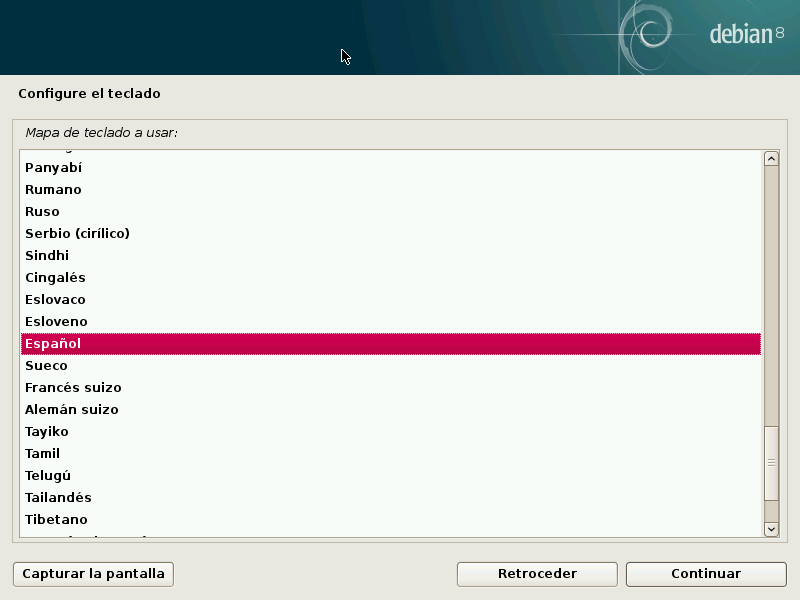 debian 8
Configure el teclado
Mapa de teclado a usar:
Panyabí
Rumano
Ruso
Serbio (cirílico)
Sindhi
Cingalés
Eslovaco
Esloveno
Español
Sueco
Francés suizo
Alemán suizo
Tayiko
Tamil
Telugú
Tailandés
Tibetano
Capturar la pantalla
Retroceder
Continuar